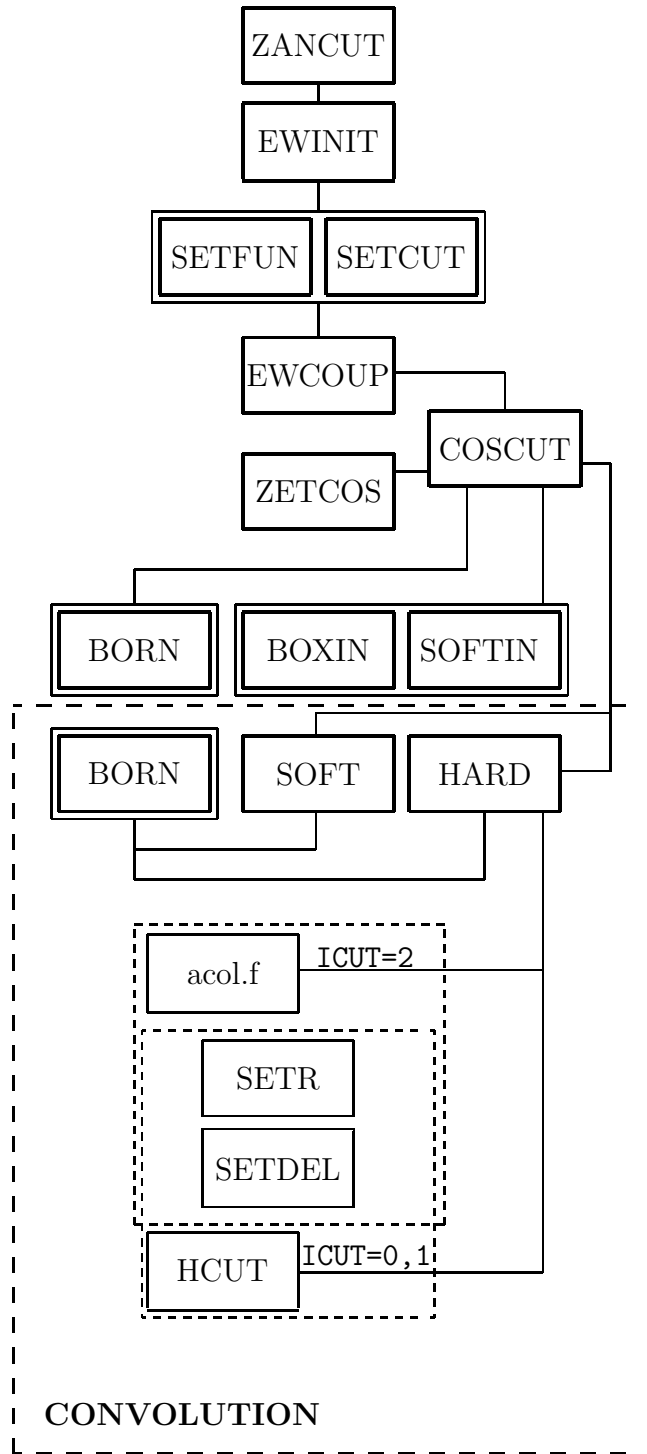 ZANCUT
EWINIT
SETFUN SETCUT
EWCOUP
COSCUT
ZETCOS
BORN BOXIN SOFTIN
BORN SOFT HARD
acol.f ICUT=2
SETR
SETDEL
HCUT ICUT=0,1
CONVOLUTION